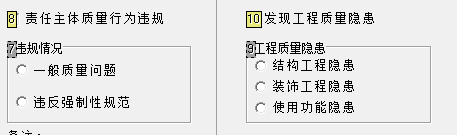 8 责任主体质量行为违规
7 违规情况
一般质量问题
违反强制性规范
10 发现工程质量隐患
9 工程质量隐患
结构工程隐患
装饰工程隐患
使用功能隐患